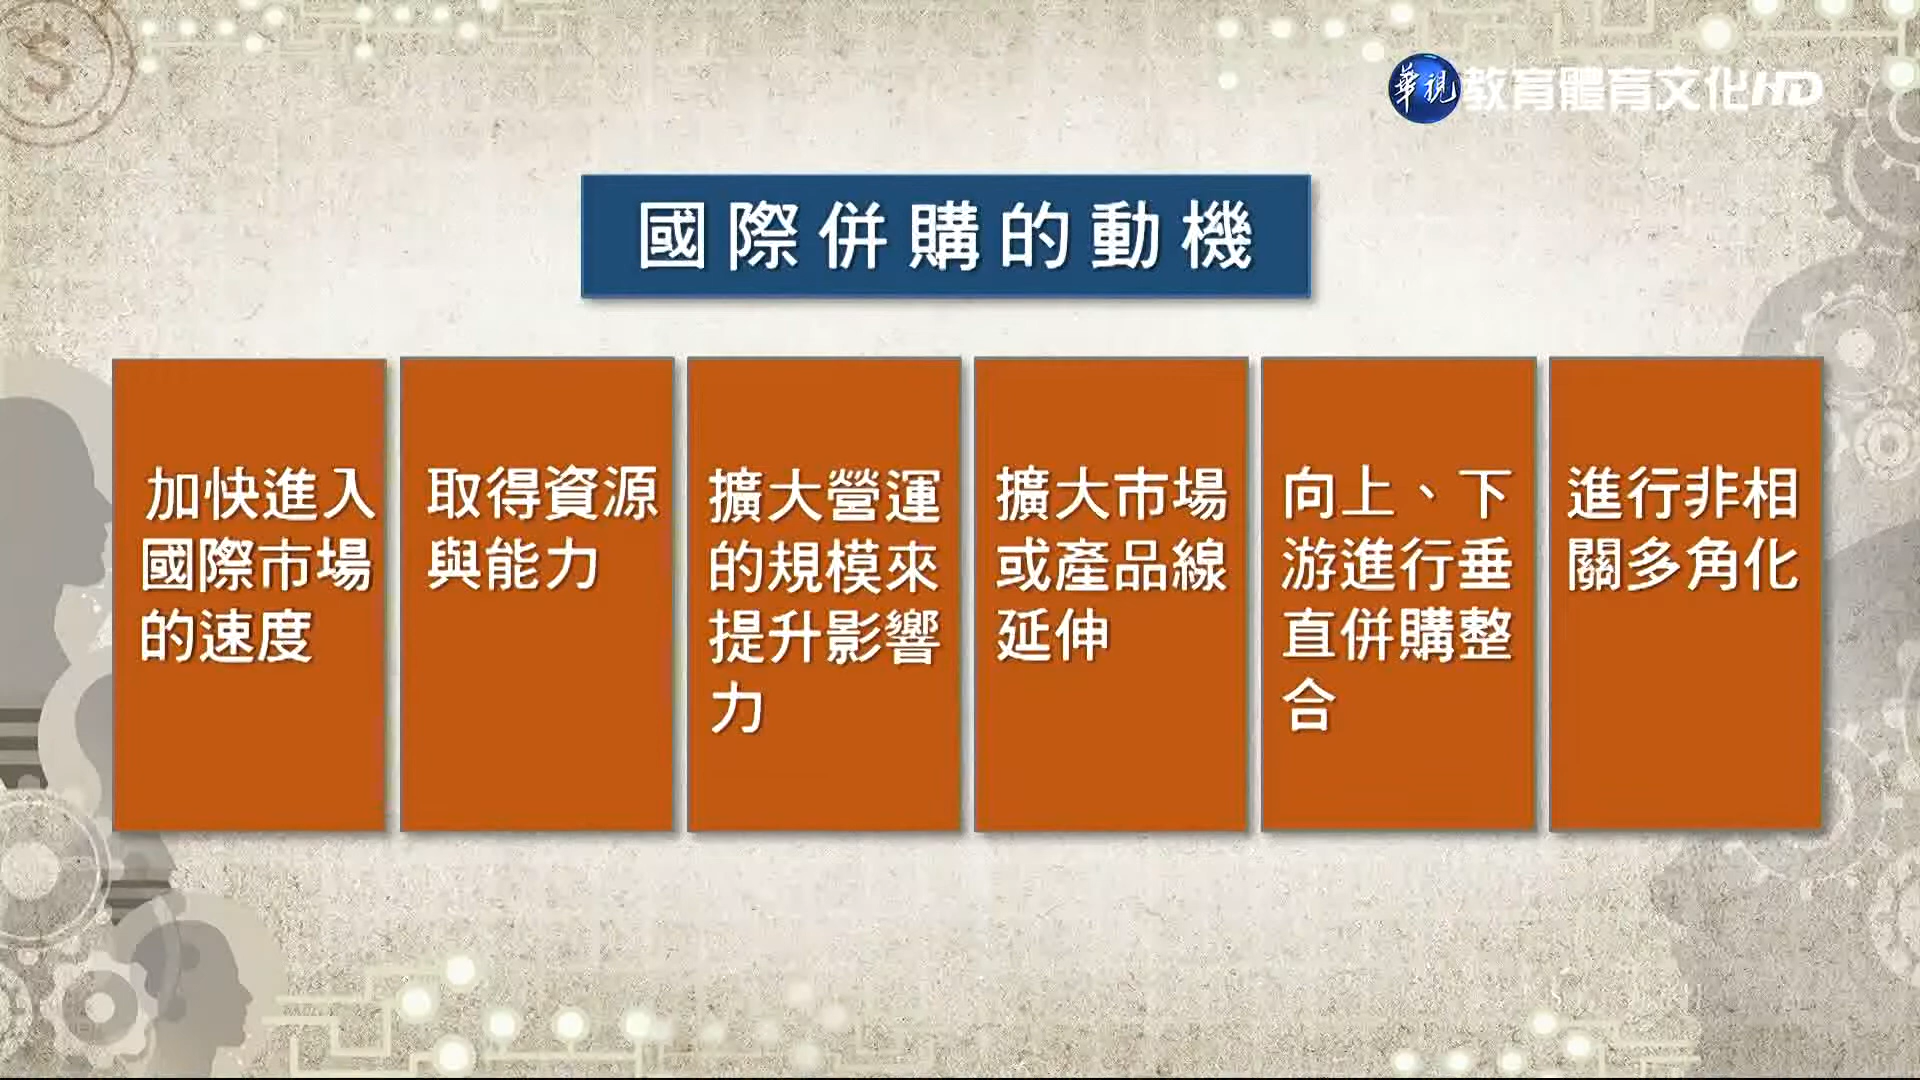 華視 教育體育文化HD
國際併購的動機
加快進入
國際市場
的速度
取得資源
與能力
擴大營運
的規模來
提升影響
力
擴大市場
或產品線
延伸
向上、下
游進行垂
直併購整
合
進行非相
關多角化